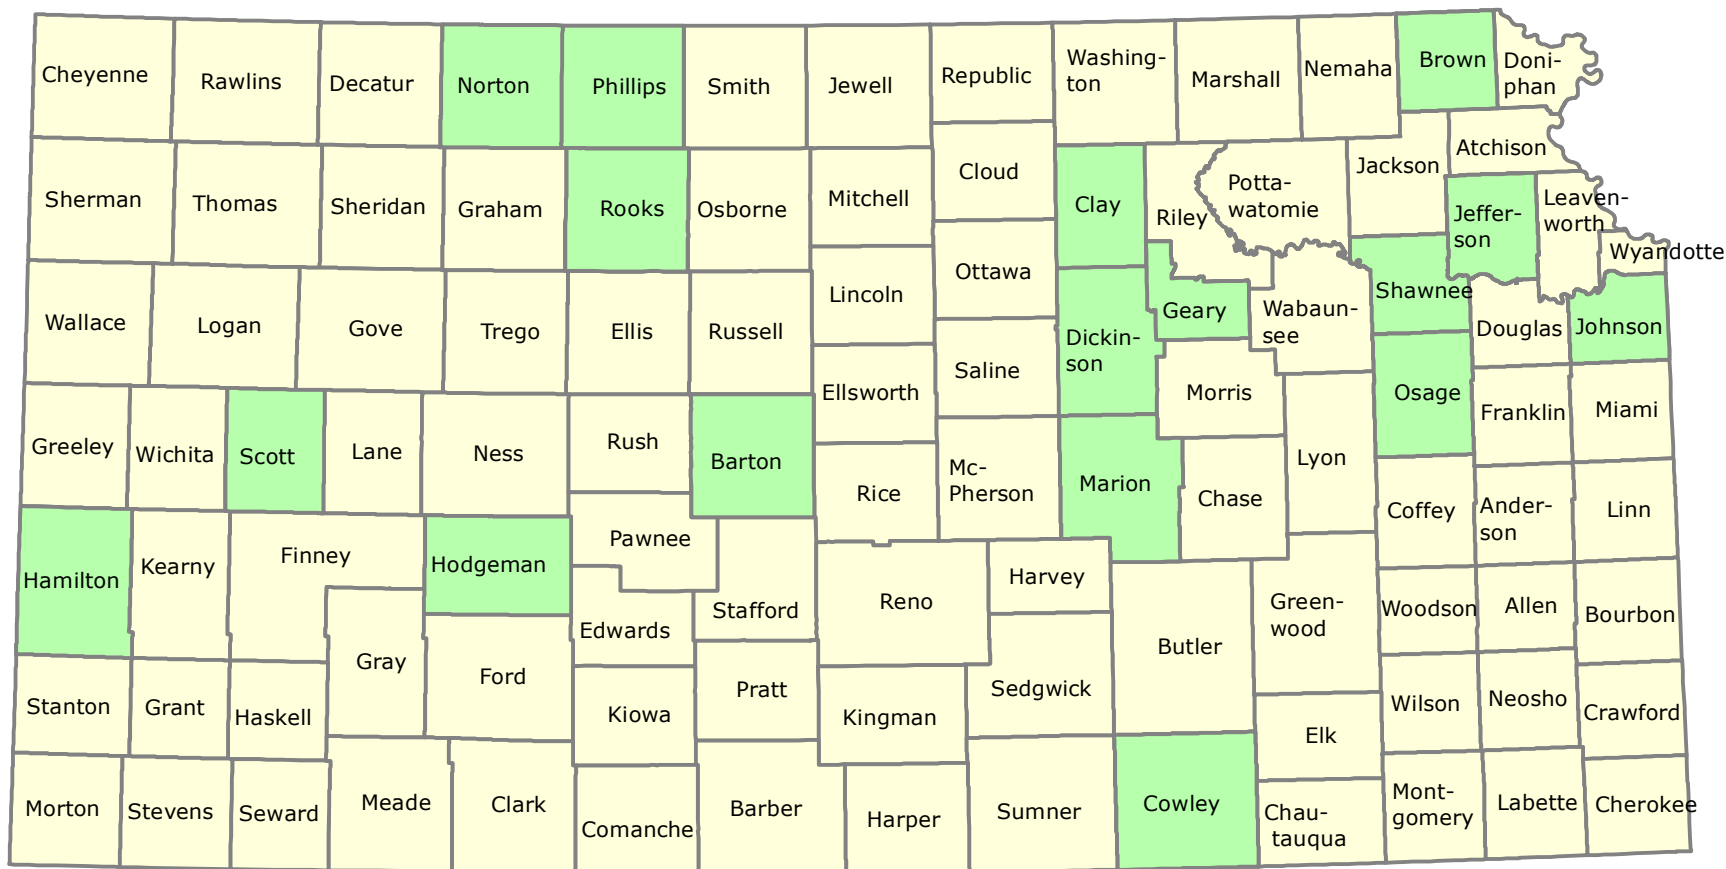 Cheyenne
Rawlins
Decatur
Norton
Phillips
Smith
Jewell
Republic
Washing-
ton
Marshall
Nemaha
Brown
Doni-
phan
Sherman
Thomas
Sheridan
Graham
Rooks
Osborne
Mitchell
Cloud
Clay
Riley
Potta-
watomie
Jackson
Atchison
Jeffer-
son
Leaven-
worth
Wyandotte
Wallace
Logan
Gove
Trego
Ellis
Russell
Lincoln
Ottawa
Dickin-
son
Geary
Wabaun-
see
Shawnee
Douglas
Johnson
Greeley
Wichita
Scott
Lane
Ness
Rush
Barton
Ellsworth
Saline
Morris
Osage
Franklin
Miami
Rice
Mc-
Pherson
Marion
Chase
Lyon
Coffey
Ander-
son
Linn
Hamilton
Kearny
Finney
Hodgeman
Pawnee
Stafford
Edwards
Reno
Harvey
Butler
Green-
wood
Woodson
Allen
Bourbon
Stanton
Grant
Haskell
Gray
Ford
Kiowa
Pratt
Kingman
Sedgwick
Elk
Wilson
Neosho
Crawford
Morton
Stevens
Seward
Meade
Clark
Comanche
Barber
Harper
Sumner
Cowley
Chau-
tauqua
Mont-
gomery
Labette
Cherokee